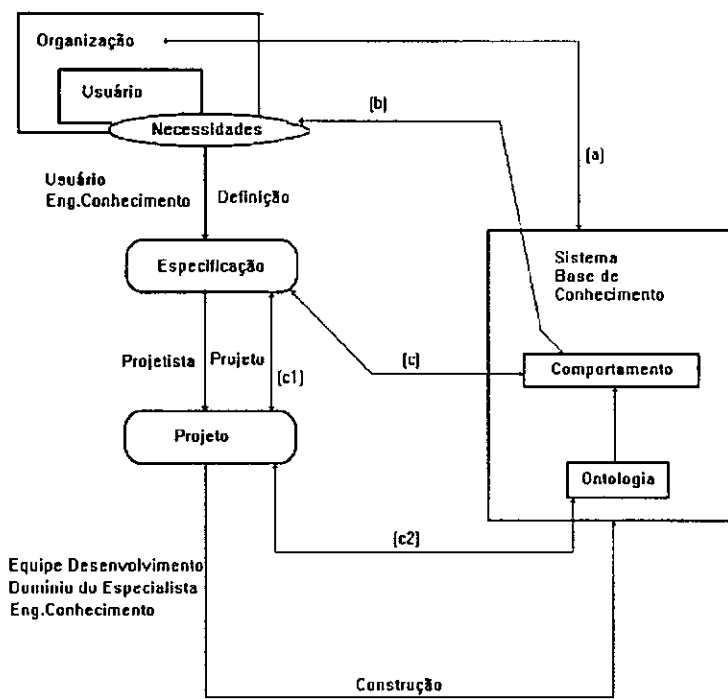 Organização
Usuário
Necessidades
(b)
(a)
Usuário
Eng.Conhecimento
Definição
Especificação
Sistema
Base de
Conhecimento
Projetista
Projeto
(c1)
(c)
Comportamento
Projeto
Ontologia
(c2)
Equipe Desenvolvimento
Domínio do Especialista
Eng.Conhecimento
Construção